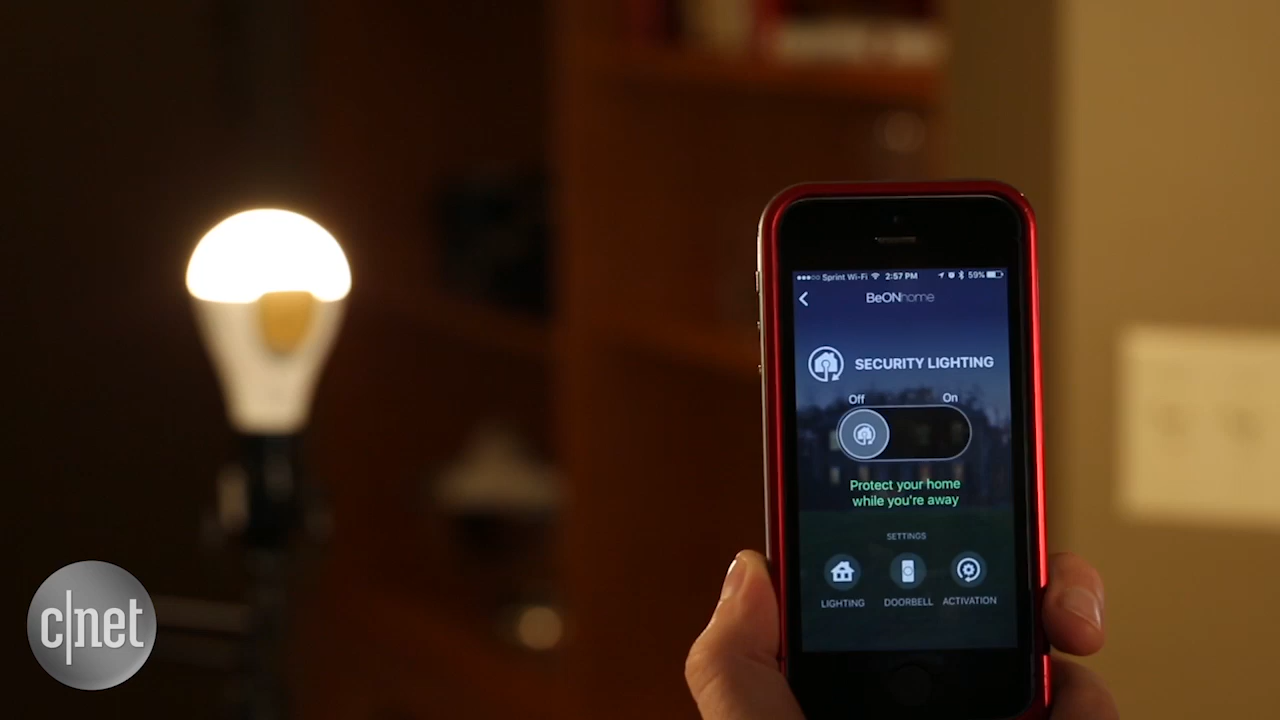 Sprint Wi-Fi 2:57 PM 59%
BeONhome
SECURITY LIGHTING
Off On
Protect your home
while you're away
SETTINGS
LIGHTING DOORBELL ACTIVATION
c|net